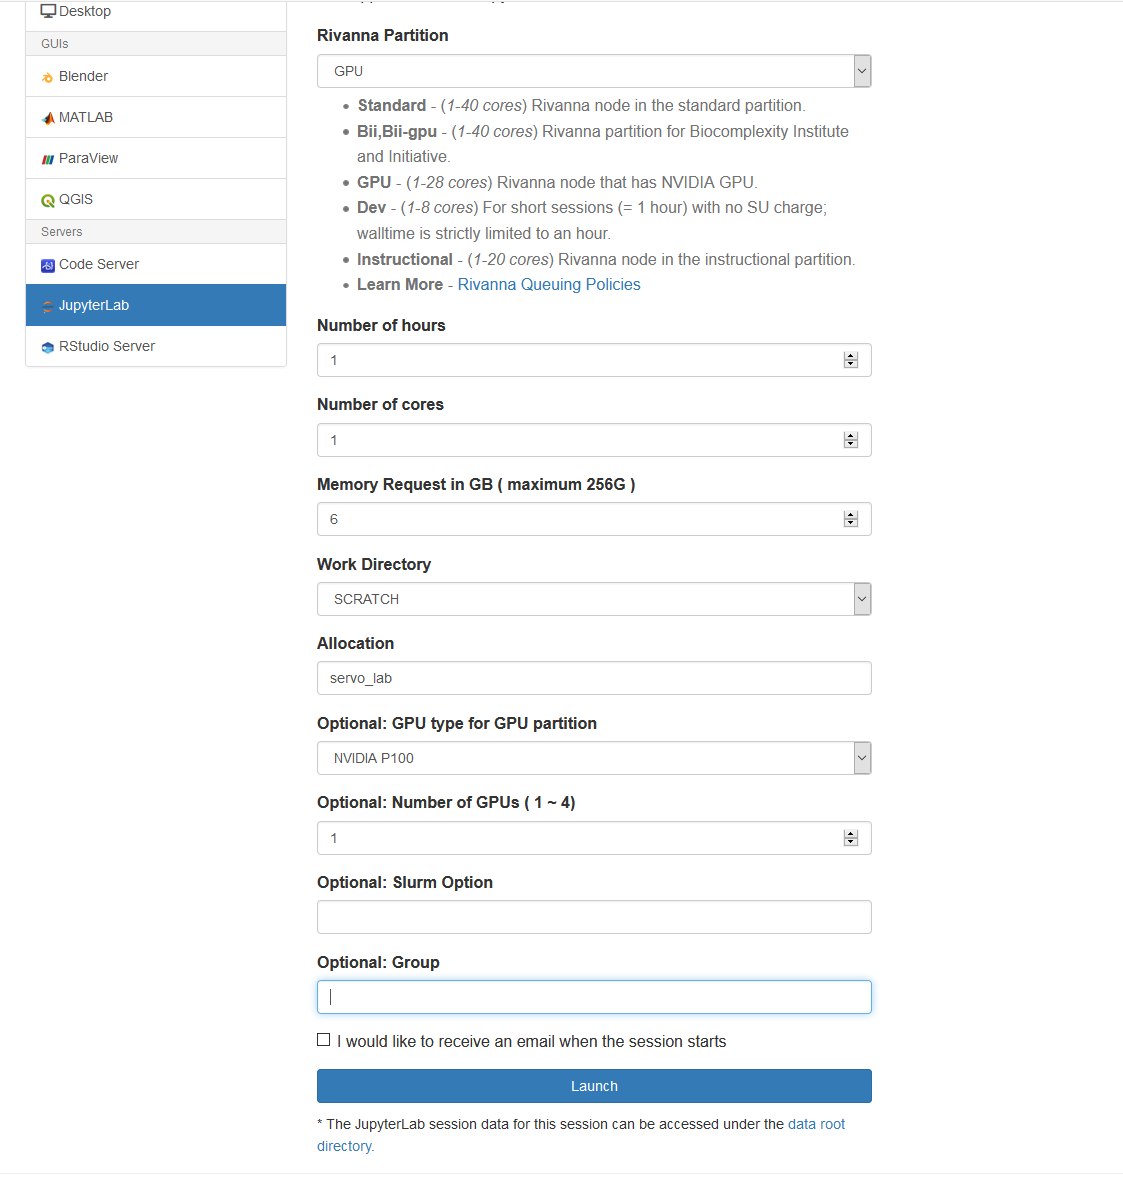 Desktop
GUIs
Blender
MATLAB
ParaView
QGIS
Servers
Code Server
JupyterLab
RStudio Server
Rivanna Partition
GPU
Standard - (1-40 cores) Rivanna node in the standard partition.
Bii,Bii-gpu - (1-40 cores) Rivanna partition for Biocomplexity Institute
and Initiative.
GPU - (1-28 cores) Rivanna node that has NVIDIA GPU.
Dev - (1-8 cores) For short sessions (= 1 hour) with no SU charge;
walltime is strictly limited to an hour.
Instructional - (1-20 cores) Rivanna node in the instructional partition.
Learn More - Rivanna Queuing Policies
Number of hours
1
Number of cores
1
Memory Request in GB ( maximum 256G )
6
Work Directory
SCRATCH
Allocation
servo_lab
Optional: GPU type for GPU partition
NVIDIA P100
Optional: Number of GPUs ( 1 ~ 4)
1
Optional: Slurm Option
Optional: Group
I would like to receive an email when the session starts
Launch
* The JupyterLab session data for this session can be accessed under the data root
directory.